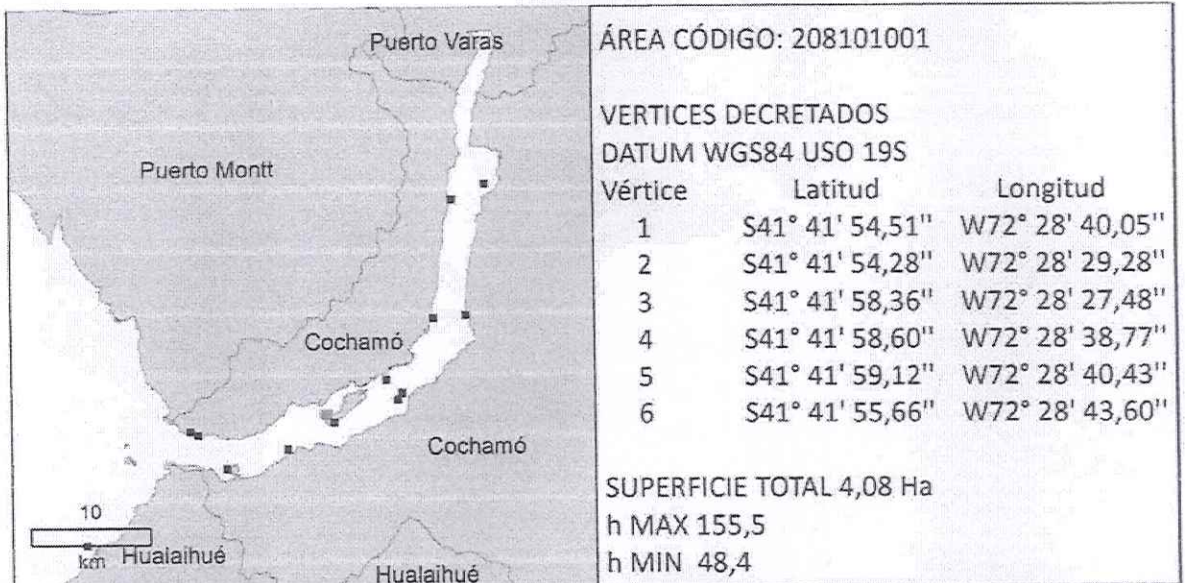 Puerto Varas
Puerto Montt
Cochamó
Cochamó
10
km
Hualaihué
Hualaihué
ÁREA CÓDIGO: 208101001
VERTICES DECRETADOS
DATUM WGS84 USO 19S
Vértice Latitud Longitud
1 S41° 41' 54,51'' W72° 28' 40,05''
2 S41° 41' 54,28'' W72° 28' 29,28''
3 S41° 41' 58,36'' W72° 28' 27,48''
4 S41° 41' 58,60'' W72° 28' 38,77''
5 S41° 41' 59,12'' W72° 28' 40,43''
6 S41° 41' 55,66'' W72° 28' 43,60''
SUPERFICIE TOTAL 4,08 Ha
h MAX 155,5
h MIN 48,4